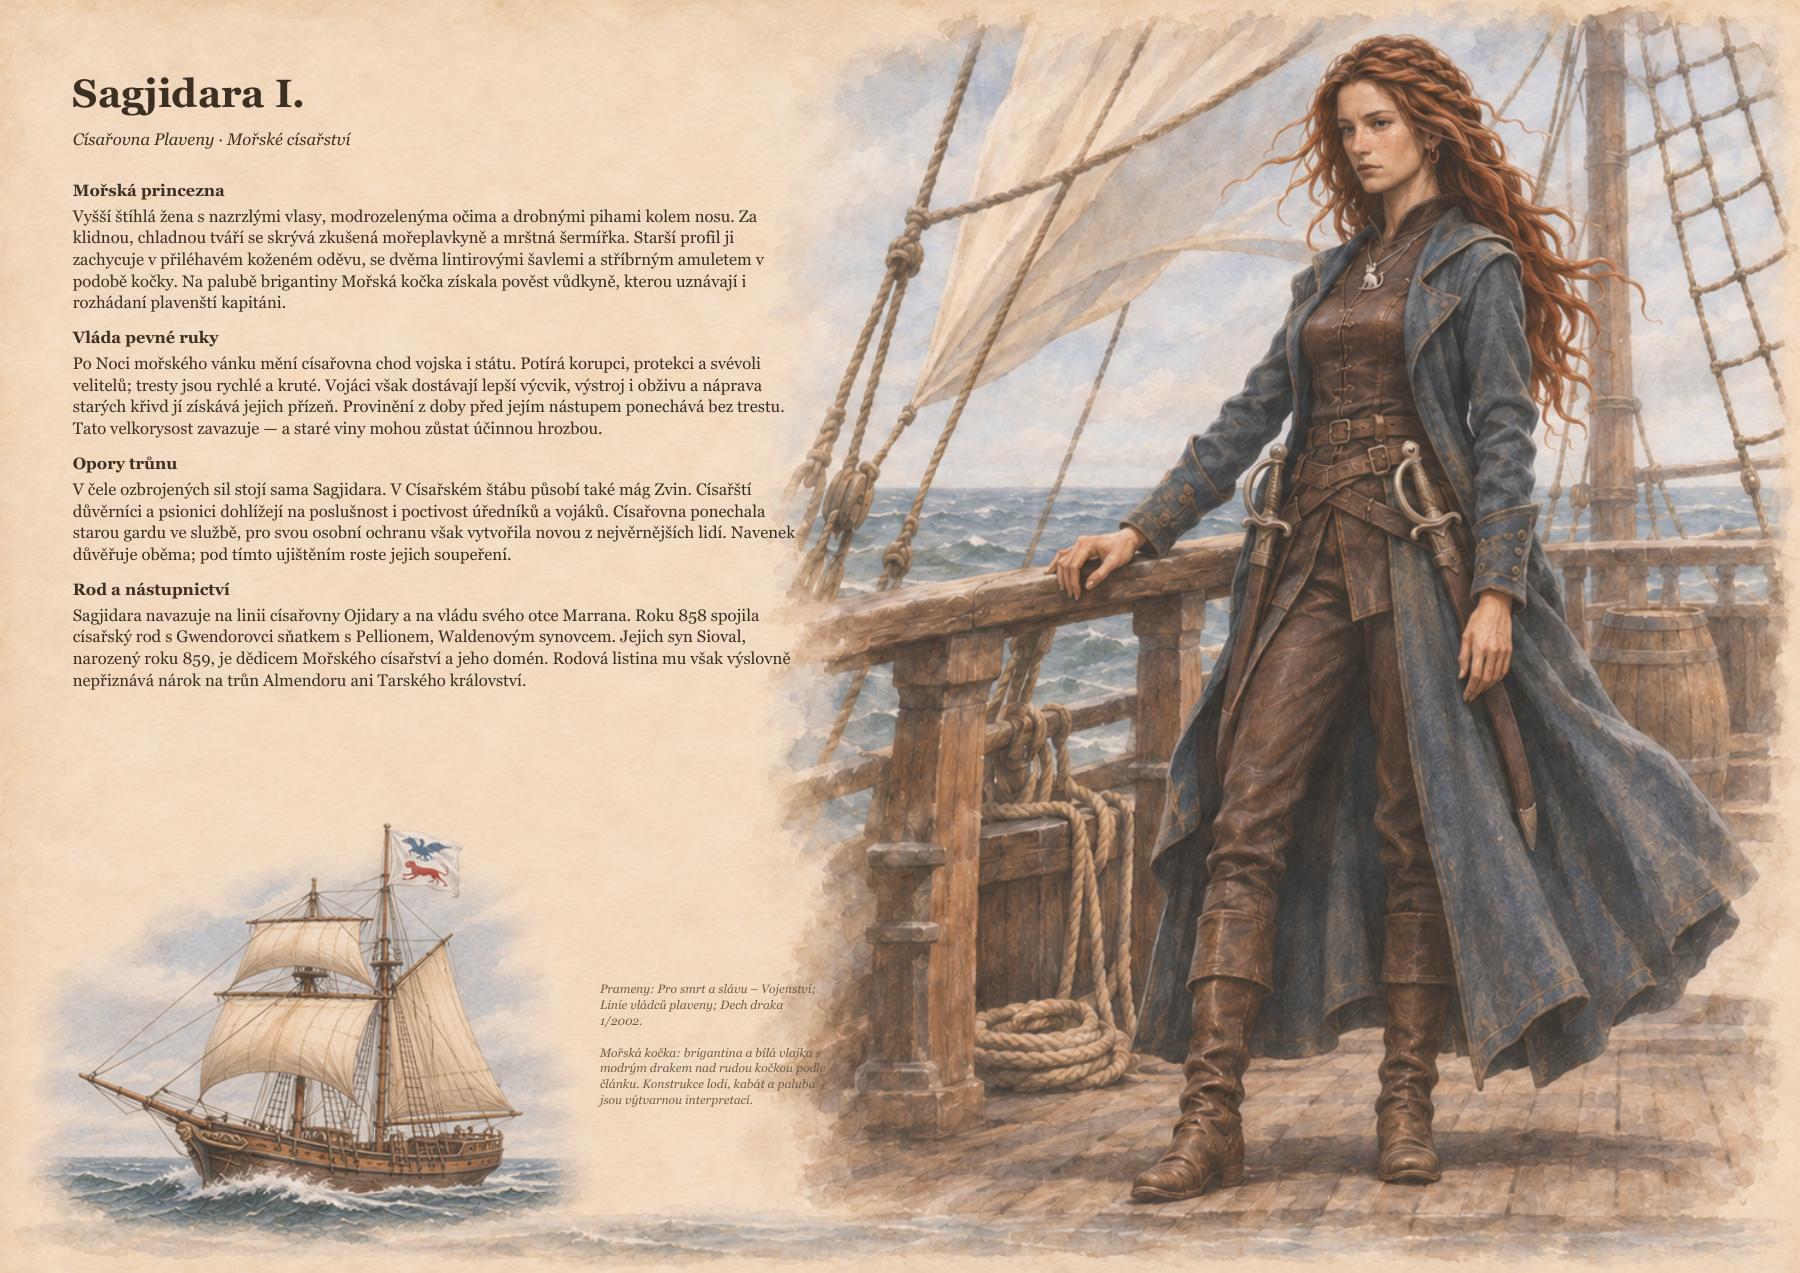 Sagjidara I.
Císařovna Plaveny · Mořské císařství
Mořská princezna
Vyšší štíhlá žena s nazrzlými vlasy, modrozelenýma očima a drobnými pihami kolem nosu. Za
klidnou, chladnou tváří se skrývá zkušená mořeplavkyně a mrštná šermířka. Starší profil ji
zachycuje v přiléhavém koženém oděvu, se dvěma lintirovými šavlemi a stříbrným amuletem v
podobě kočky. Na palubě brigantiny Mořská kočka získala pověst vůdkyně, kterou uznávají i
rozhádaní plavenští kapitáni.
Vláda pevné ruky
Po Noci mořského vánku mění císařovna chod vojska i státu. Potírá korupci, protekci a svévoli
velitelů; tresty jsou rychlé a kruté. Vojáci však dostávají lepší výcvik, výstroj i obživu a náprava
starých křivd jí získává jejich přízeň. Provinění z doby před jejím nástupem ponechává bez trestu.
Tato velkorysost zavazuje — a staré viny mohou zůstat účinnou hrozbou.
Opory trůnu
V čele ozbrojených sil stojí sama Sagjidara. V Císařském štábu působí také mág Zvin. Císařští
důvěrníci a psionici dohlížejí na poslušnost i poctivost úředníků a vojáků. Císařovna ponechala
starou gardu ve službě, pro svou osobní ochranu však vytvořila novou z nejvěrnějších lidí. Navenek
důvěřuje oběma; pod tímto ujištěním roste jejich soupeření.
Rod a nástupnictví
Sagjidara navazuje na linii císařovny Ojidary a na vládu svého otce Marrana. Roku 858 spojila
císařský rod s Gwendorovci sňatkem s Pellionem, Waldenovým synovcem. Jejich syn Sioval,
narozený roku 859, je dědicem Mořského císařství a jeho domén. Rodová listina mu však výslovně
nepřiznává nárok na trůn Almendoru ani Tarského království.
Prameny: Pro smrt a slávu – Vojenství;
Linie vládců plaveny; Dech draka
1/2002.
Mořská kočka: brigantina a bílá vlajka s
modrým drakem nad rudou kočkou podle
článku. Konstrukce lodi, kabát a paluba
jsou výtvarnou interpretací.